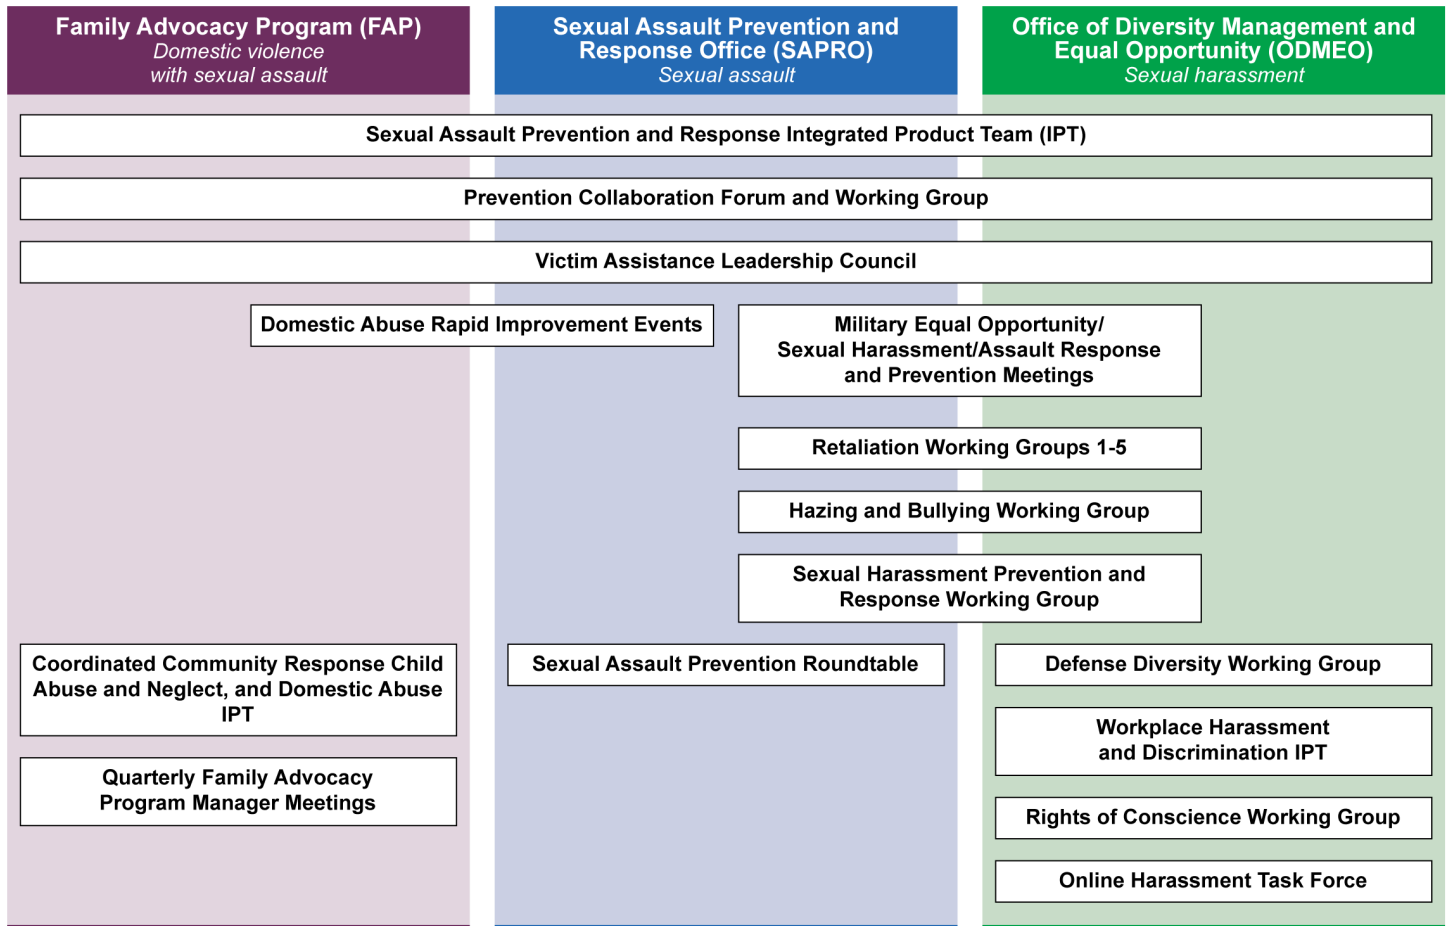 Family Advocacy Program (FAP)
Domestic violence
with sexual assault
Sexual Assault Prevention and
Response Office (SAPRO)
Sexual assault
Office of Diversity Management and
Equal Opportunity (ODMEO)
Sexual harassment
Sexual Assault Prevention and Response Integrated Product Team (IPT)
Prevention Collaboration Forum and Working Group
Victim Assistance Leadership Council
Domestic Abuse Rapid Improvement Events
Military Equal Opportunity/
Sexual Harassment/Assault Response
and Prevention Meetings
Retaliation Working Groups 1-5
Hazing and Bullying Working Group
Sexual Harassment Prevention and
Response Working Group
Coordinated Community Response Child
Abuse and Neglect, and Domestic Abuse
IPT
Quarterly Family Advocacy
Program Manager Meetings
Sexual Assault Prevention Roundtable
Defense Diversity Working Group
Workplace Harassment
and Discrimination IPT
Rights of Conscience Working Group
Online Harassment Task Force